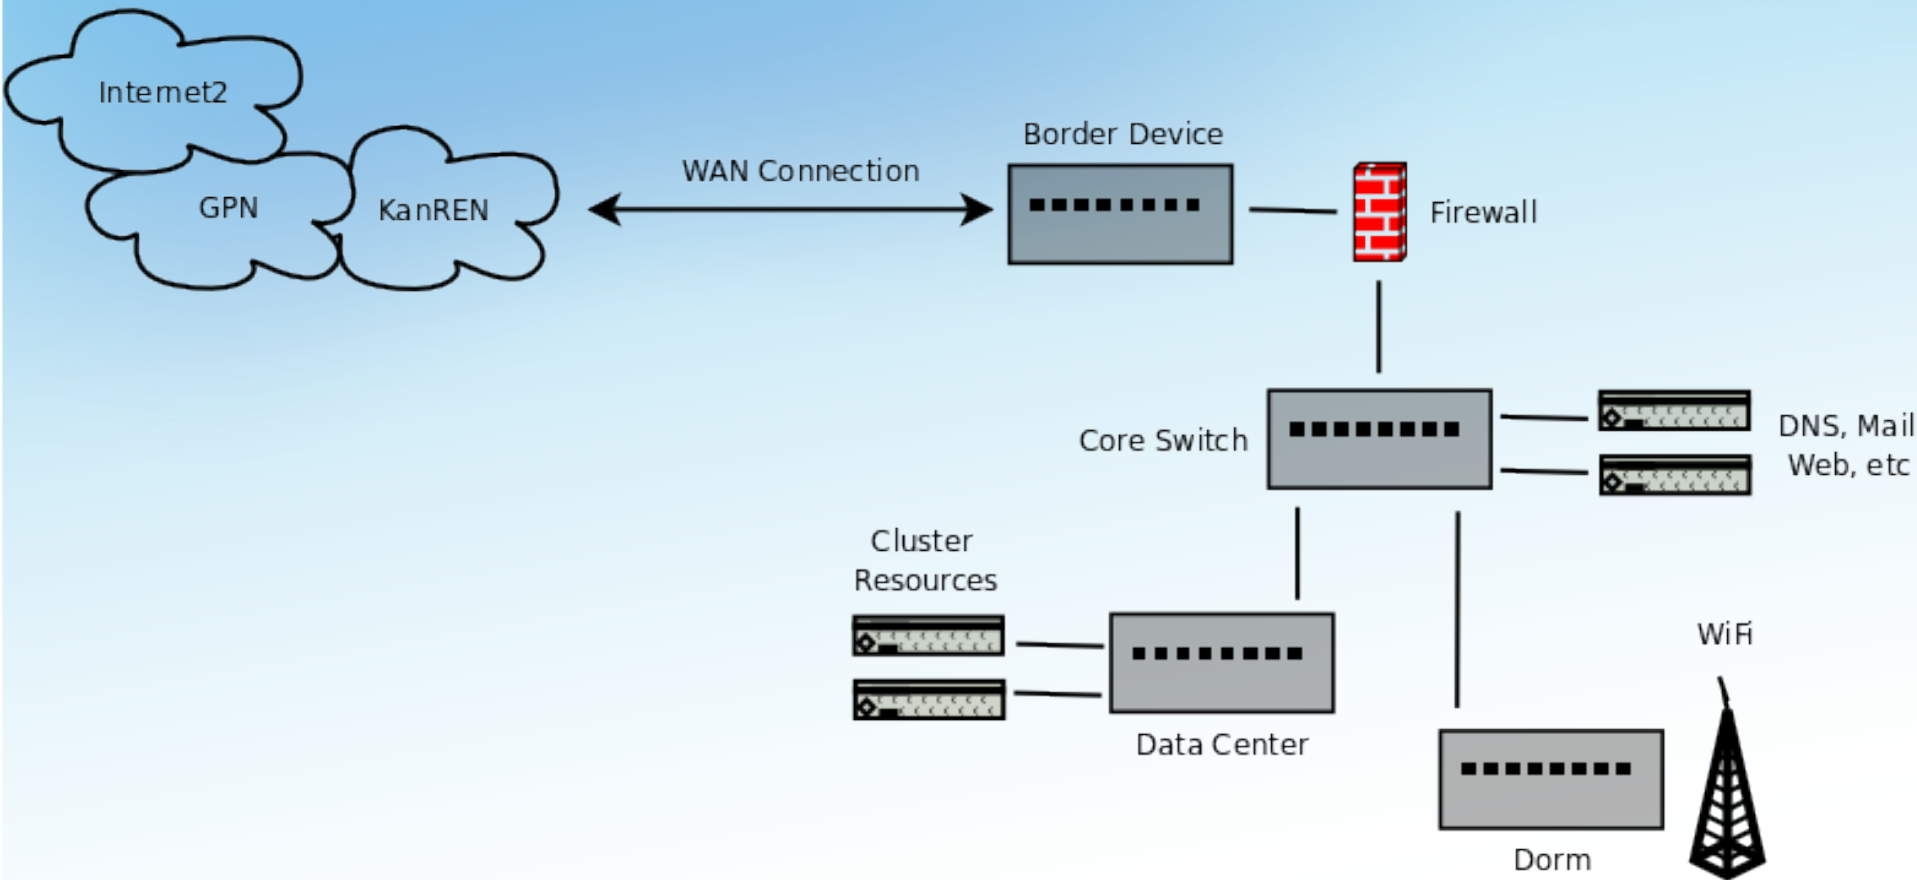 Internet2
GPN
KanREN
WAN Connection
Border Device
Firewall
Core Switch
DNS, Mail
Web, etc
Cluster
Resources
Data Center
WiFi
Dorm